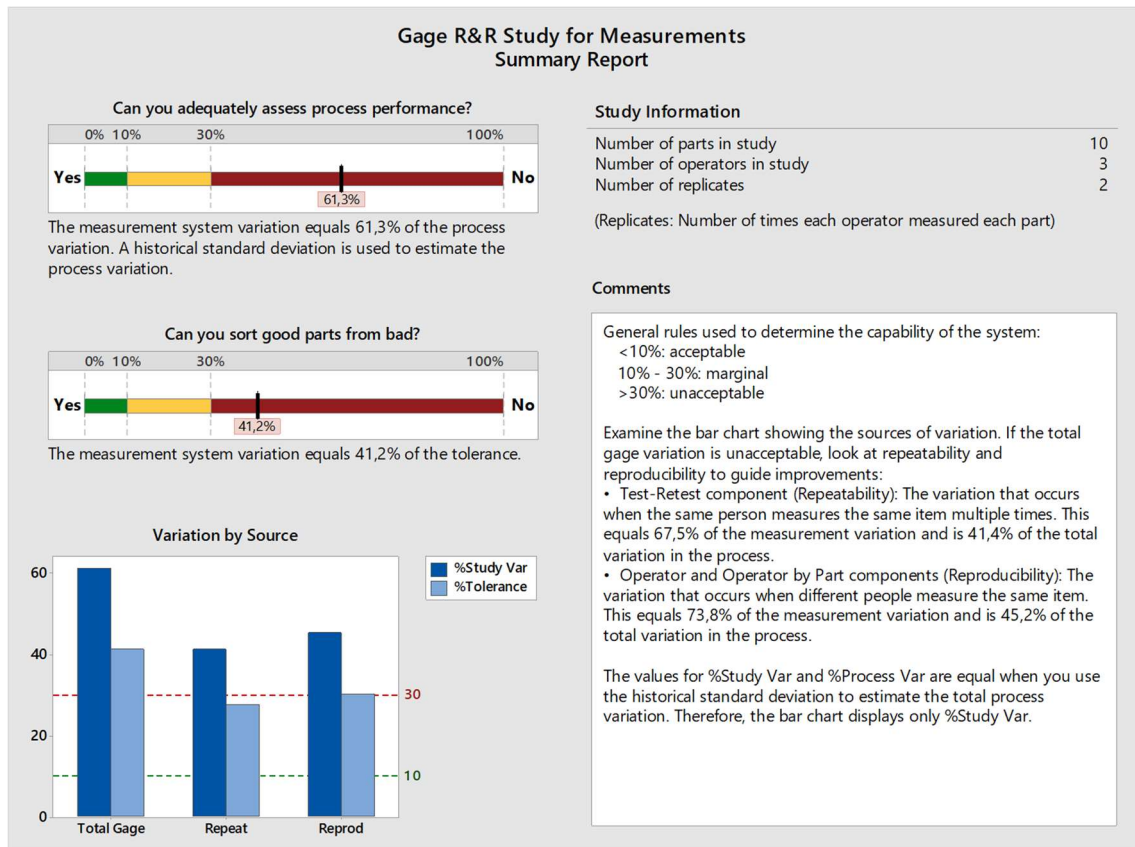 Gage R&R Study for Measurements
Summary Report
Can you adequately assess process performance?
0% 10% 30% 100%
Yes No
61,3%
The measurement system variation equals 61,3% of the process
variation. A historical standard deviation is used to estimate the
process variation.
Can you sort good parts from bad?
0% 10% 30% 100%
Yes No
41,2%
The measurement system variation equals 41,2% of the tolerance.
Variation by Source
%Study Var
%Tolerance
60
40
30
20
10
0
Total Gage Repeat Reprod
Study Information
Number of parts in study 10
Number of operators in study 3
Number of replicates 2
(Replicates: Number of times each operator measured each part)
Comments
General rules used to determine the capability of the system:
<10%: acceptable
10% - 30%: marginal
>30%: unacceptable
Examine the bar chart showing the sources of variation. If the total
gage variation is unacceptable, look at repeatability and
reproducibility to guide improvements:
• Test-Retest component (Repeatability): The variation that occurs
when the same person measures the same item multiple times. This
equals 67,5% of the measurement variation and is 41,4% of the total
variation in the process.
• Operator and Operator by Part components (Reproducibility): The
variation that occurs when different people measure the same item.
This equals 73,8% of the measurement variation and is 45,2% of the
total variation in the process.
The values for %Study Var and %Process Var are equal when you use
the historical standard deviation to estimate the total process
variation. Therefore, the bar chart displays only %Study Var.